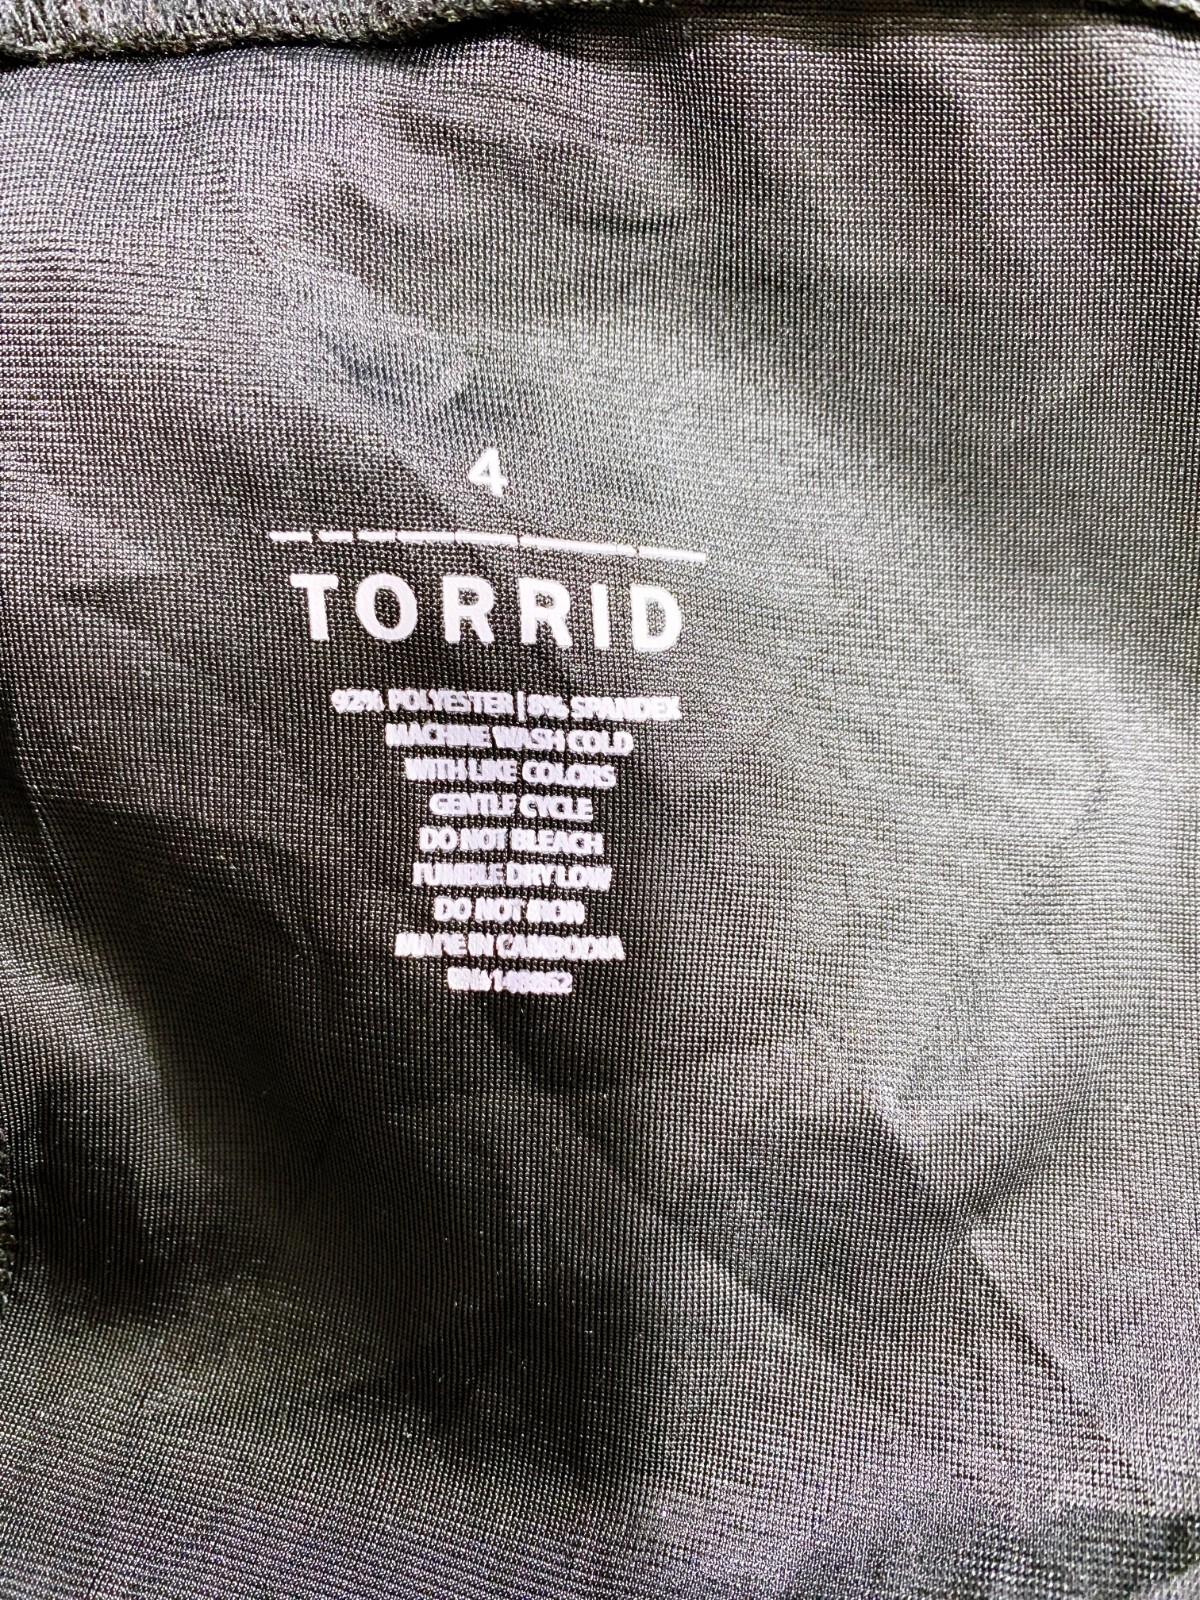 4
TORRID
92% POLYESTER | 8% SPANDEX
MACHINE WASH COLD
WITH LIKE COLORS
GENTLE CYCLE
DO NOT BLEACH
TUMBLE DRY LOW
DO NOT IRON
MADE IN CAMBODIA